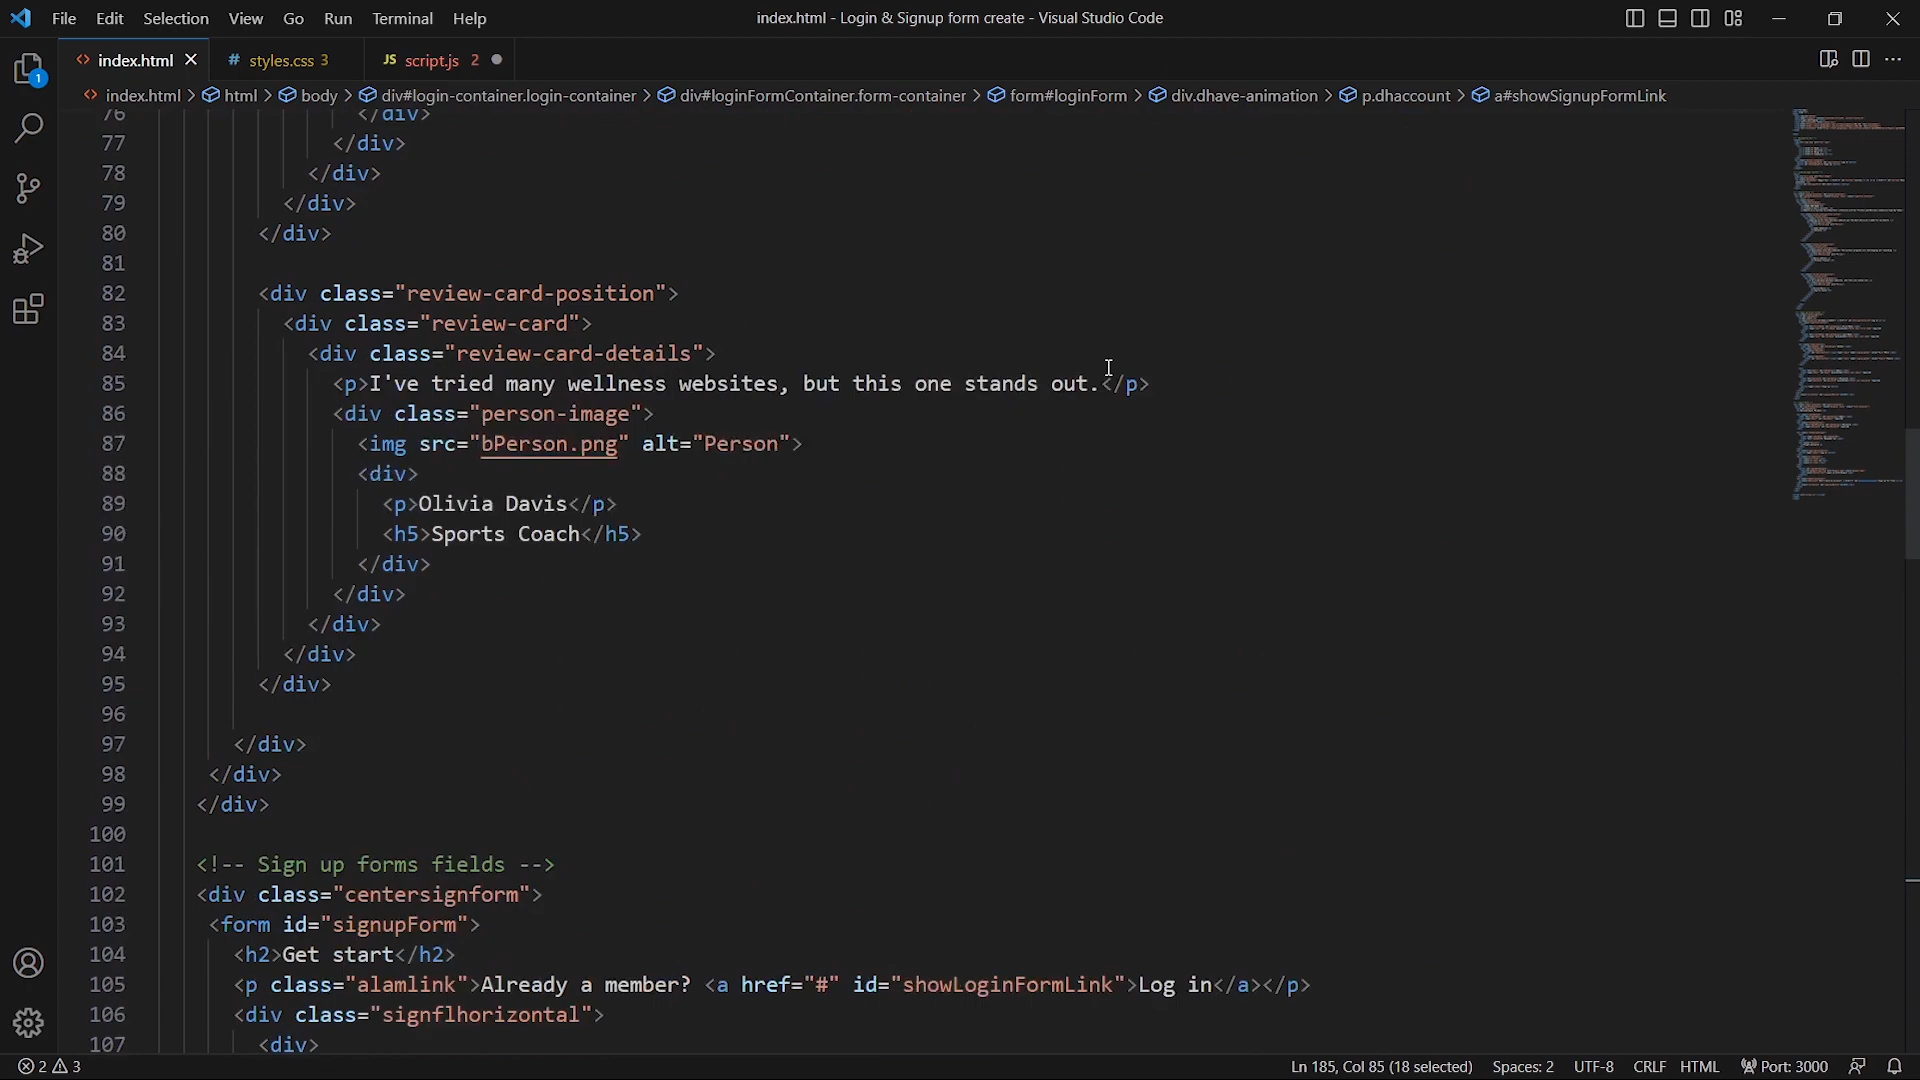 File Edit Selection View Go Run Terminal Help index.html - Login & Signup form create - Visual Studio Code
index.html styles.css 3 JS script.js 2
index.html > html > body > div#login-container.login-container > div#loginFormContainer.form-container > form#loginForm > div.dhave-animation > p.dhaccount > a#showSignupFormLink
76 </div>
77 </div>
78 </div>
79 </div>
80 </div>
81
82 <div class="review-card-position">
83 <div class="review-card">
84 <div class="review-card-details">
85 <p>I've tried many wellness websites, but this one stands out.</p>
86 <div class="person-image">
87 <img src="bPerson.png" alt="Person">
88 <div>
89 <p>Olivia Davis</p>
90 <h5>Sports Coach</h5>
91 </div>
92 </div>
93 </div>
94 </div>
95 </div>
96
97 </div>
98 </div>
99 </div>
100
101 <!-- Sign up forms fields -->
102 <div class="centersignform">
103 <form id="signupForm">
104 <h2>Get start</h2>
105 <p class="alamlink">Already a member? <a href="#" id="showLoginFormLink">Log in</a></p>
106 <div class="signflhorizontal">
107 <div>
1
2 3 Ln 185, Col 85 (18 selected) Spaces: 2 UTF-8 CRLF HTML Port: 3000